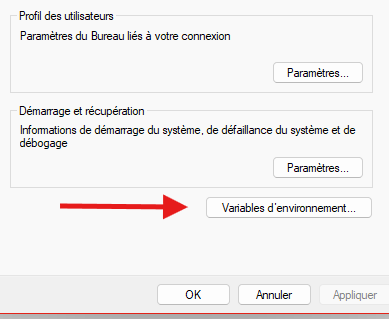 Profil des utilisateurs
Paramètres du Bureau liés à votre connexion
Paramètres...
Démarrage et récupération
Informations de démarrage du système, de défaillance du système et de
débogage
Paramètres...
Variables d'environnement...
OK Annuler Appliquer